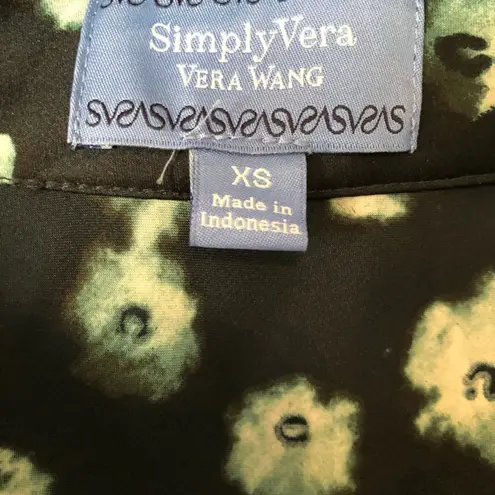 SimplyVera
VERA WANG
XS
Made in
Indonesia